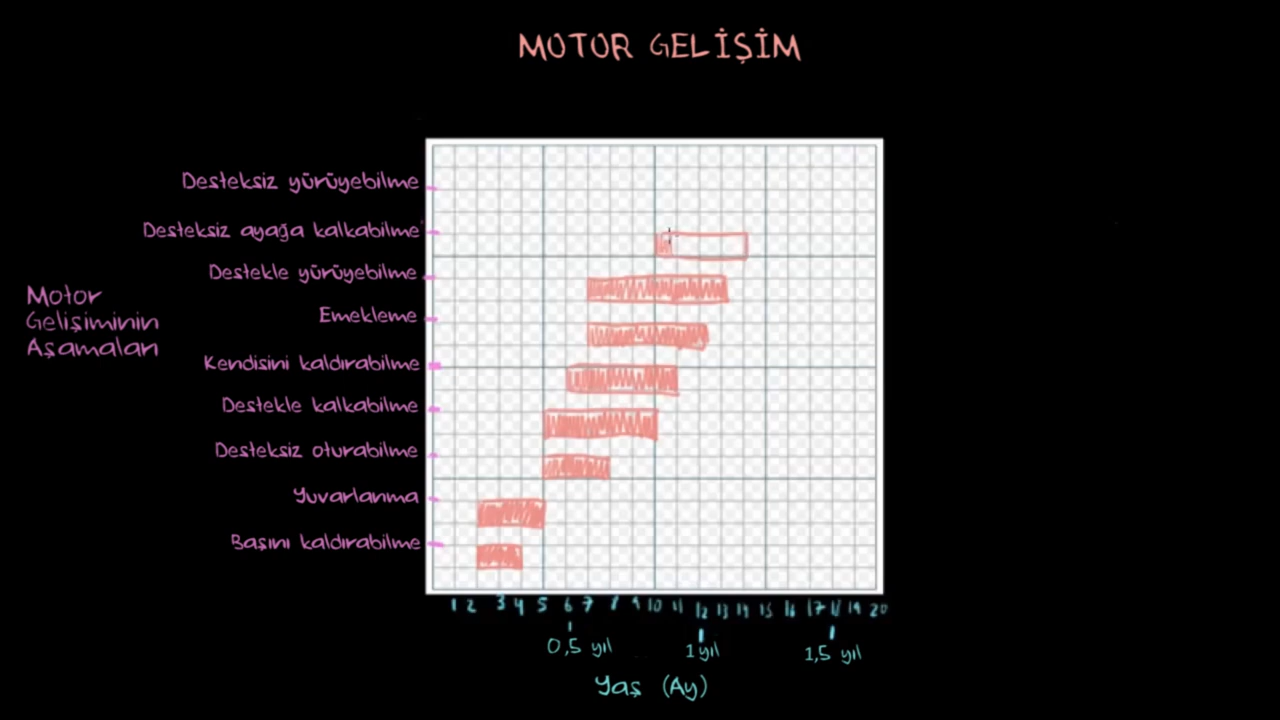 MOTOR GELİŞİM
Desteksiz yürüyebilme
Desteksiz ayağa kalkabilme
Destekle yürüyebilme
Emekleme
Kendisini kaldırabilme
Destekle kalkabilme
Desteksiz oturabilme
Yuvarlanma
Başını kaldırabilme
Motor
Gelişiminin
Aşamaları
1 2 3 4 5 6 7 8 9 10 11 12 13 14 15 16 17 18 19 20
0,5 yıl 1 yıl 1,5 yıl
Yaş (Ay)